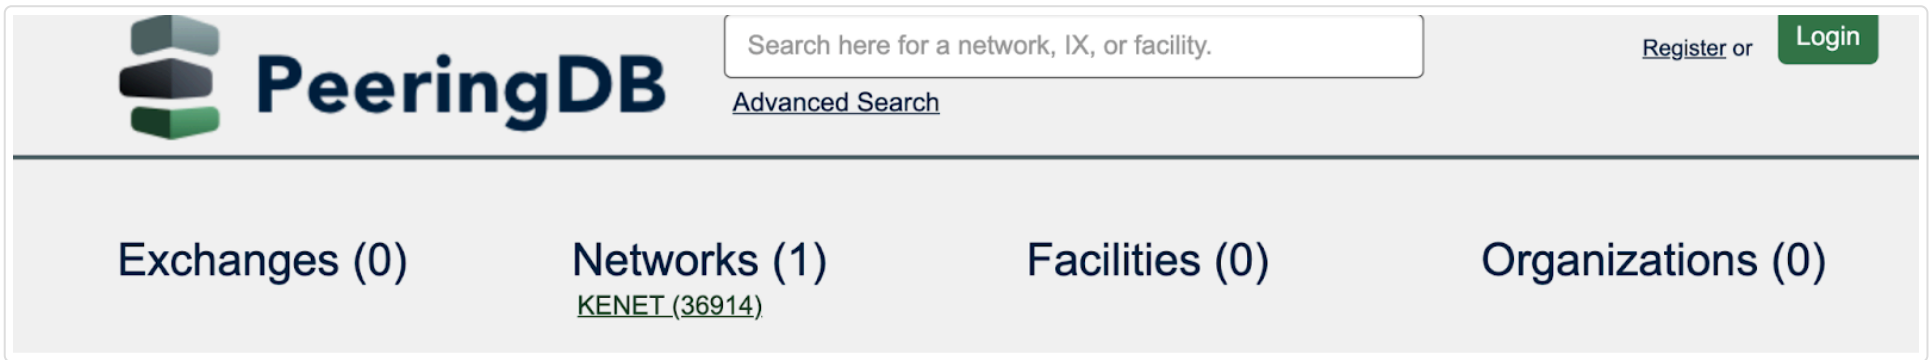 PeeringDB
Search here for a network, IX, or facility.
Advanced Search
Register or
Login
Exchanges (0)
Networks (1)
KENET (36914)
Facilities (0)
Organizations (0)